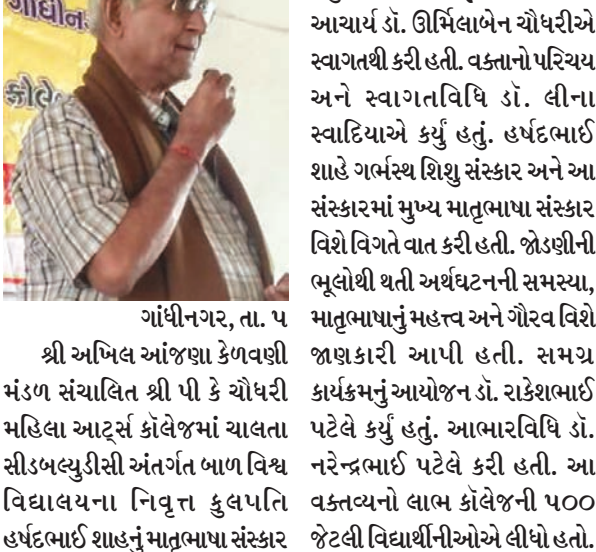 ગાંધીન
કોલે
ગાંધીનગર, તા. ૫
શ્રી અખિલ આંજણા કેળવણી
મંડળ સંચાલિત શ્રી પી કે ચૌધરી
મહિલા આર્ટ્સ કૉલેજમાં ચાલતા
સીડબલ્યુડીસી અંતર્ગત બાળ વિશ્વ
વિદ્યાલયના નિવૃત્ત કુલપતિ
હર્ષદભાઈ શાહનું માતૃભાષા સંસ્કાર
આચાર્ય ડૉ. ઊર્મિલાબેન ચૌધરીએ
સ્વાગતથી કરી હતી. વક્તાનો પરિચય
અને સ્વાગતવિધિ ડૉ. લીના
સ્વાદિયાએ કર્યું હતું. હર્ષદભાઈ
શાહે ગર્ભસ્થ શિશુ સંસ્કાર અને આ
સંસ્કારમાં મુખ્ય માતૃભાષા સંસ્કાર
વિશે વિગતે વાત કરી હતી. જોડણીની
ભૂલોથી થતી અર્થઘટનની સમસ્યા,
માતૃભાષાનું મહત્ત્વ અને ગૌરવ વિશે
જાણકારી આપી હતી. સમગ્ર
કાર્યક્રમનું આયોજન ડૉ. રાકેશભાઈ
પટેલે કર્યું હતું. આભારવિધિ ડૉ.
નરેન્દ્રભાઈ પટેલે કરી હતી. આ
વક્તવ્યનો લાભ કૉલેજની ૫૦૦
જેટલી વિદ્યાર્થીનીઓએ લીધો હતો.